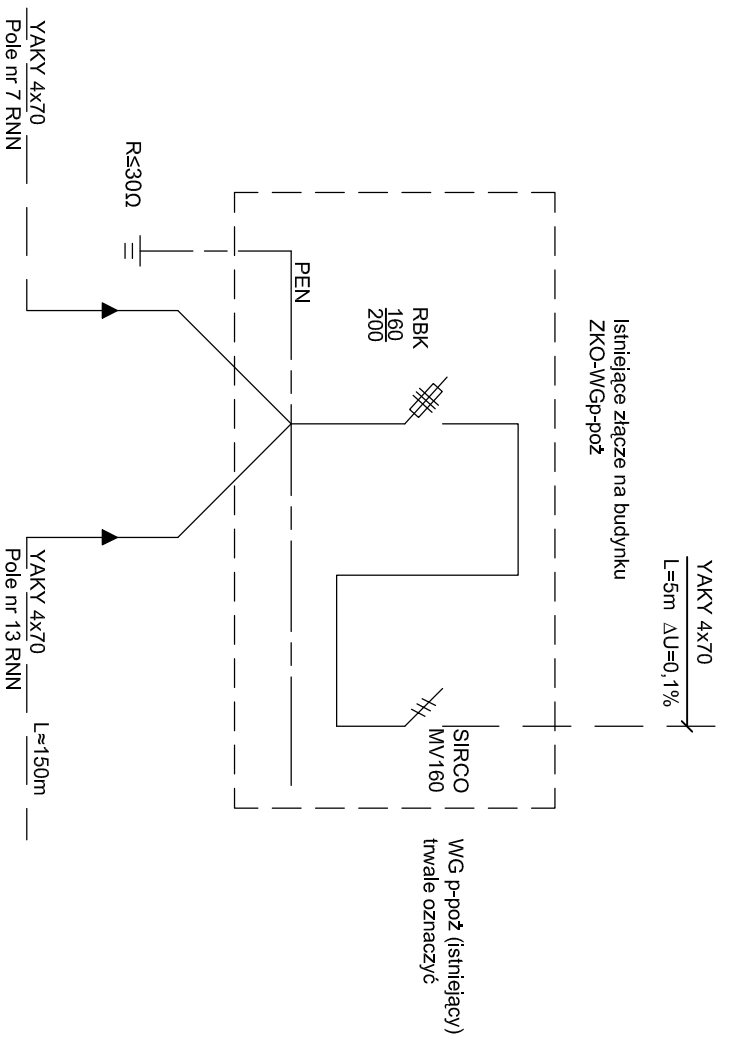 YAKY 4x70
L=5m ΔU=0,1%
Istniejące złącze na budynku
ZKO-WGp-poż
RBK
160
200
SIRCO
MV160
WG p-poż (istniejący)
trwale oznaczyć
PEN
R≤30Ω
YAKY 4x70
Pole nr 7 RNN
YAKY 4x70
Pole nr 13 RNN
L≈150m